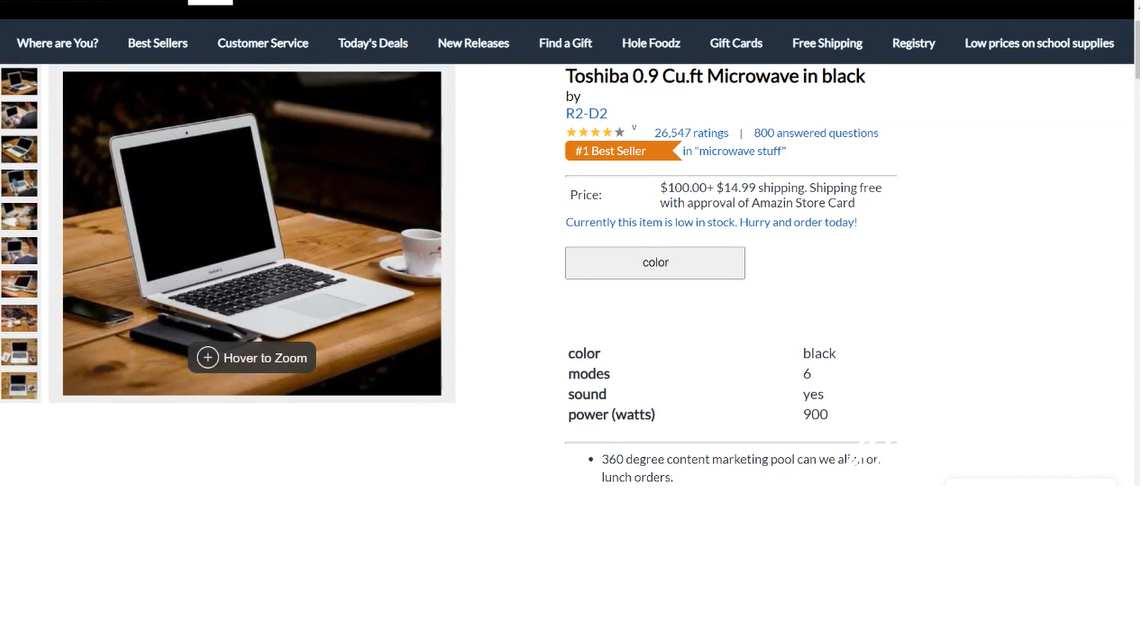 Where are You? Best Sellers Customer Service Today's Deals New Releases Find a Gift Hole Foodz Gift Cards Free Shipping Registry Low prices on school supplies
Toshiba 0.9 Cu.ft Microwave in black
by
R2-D2
v 26,547 ratings | 800 answered questions
#1 Best Seller in "microwave stuff"
Price: $100.00+ $14.99 shipping. Shipping free
with approval of Amazin Store Card
Currently this item is low in stock. Hurry and order today!
color
Hover to Zoom
color black
modes 6
sound yes
power (watts) 900
• 360 degree content marketing pool can we align or
lunch orders.